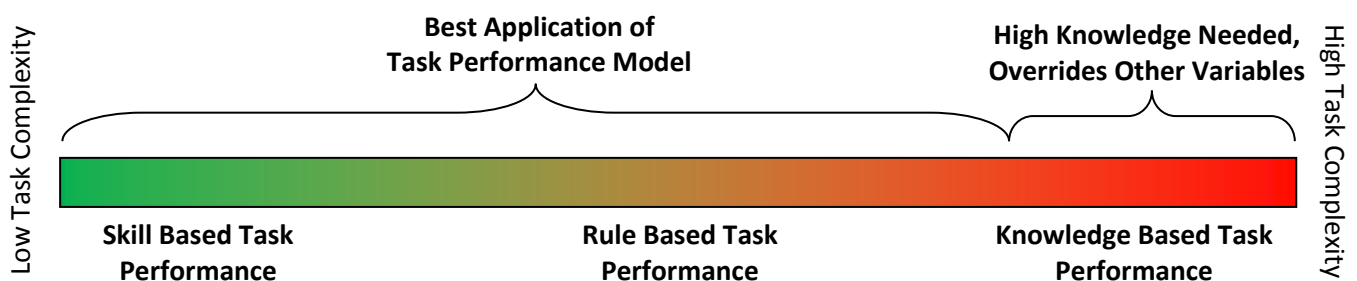 Low Task Complexity
Best Application of
Task Performance Model
High Knowledge Needed,
Overrides Other Variables
High Task Complexity
Skill Based Task
Performance
Rule Based Task
Performance
Knowledge Based Task
Performance